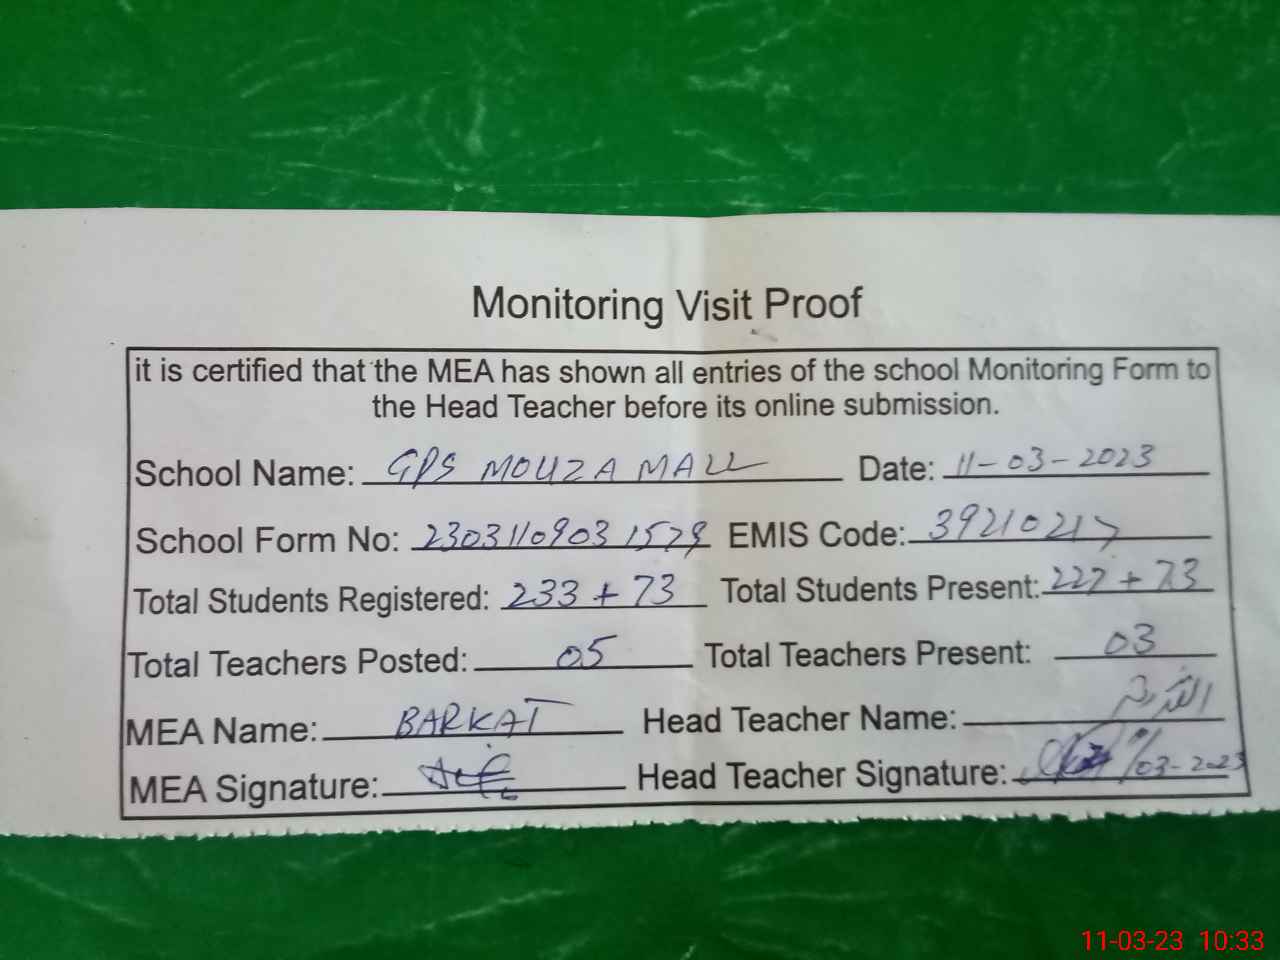 Monitoring Visit Proof
it is certified that the MEA has shown all entries of the school Monitoring Form to
the Head Teacher before its online submission.
School Name: GPS MOUZA MALL Date: 11-03-2023
School Form No: 2303110903 1529 EMIS Code: 39210217
Total Students Registered: 233 + 73 Total Students Present: 227 + 73
Total Teachers Posted: 05 Total Teachers Present: 03
MEA Name: BARKAT Head Teacher Name:
MEA Signature: Head Teacher Signature: 03-2023
11-03-23 10:33